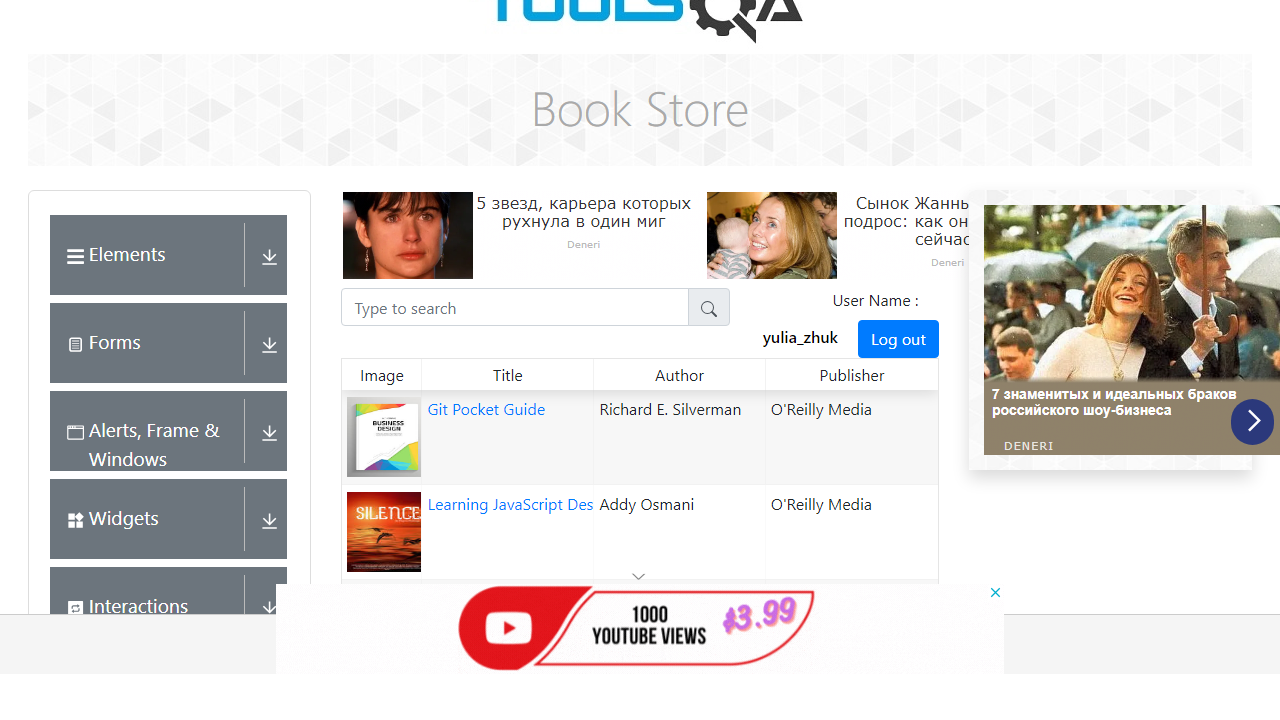 TOOLSQA
Book Store
Elements
Forms
Alerts, Frame &
Windows
Widgets
Interactions
5 звезд, карьера которых
рухнула в один миг
Deneri
подрос: как он
сейчас
Deneri
Type to search
User Name :
yulia_zhuk
Log out
Image Title Author Publisher
BUSINESS
DESIGN
Git Pocket Guide Richard E. Silverman O'Reilly Media
SILENCE
Learning JavaScript Des Addy Osmani O'Reilly Media
7 знаменитых и идеальных браков
российского шоу-бизнеса
DENERI
1000
YOUTUBE VIEWS
$3.99